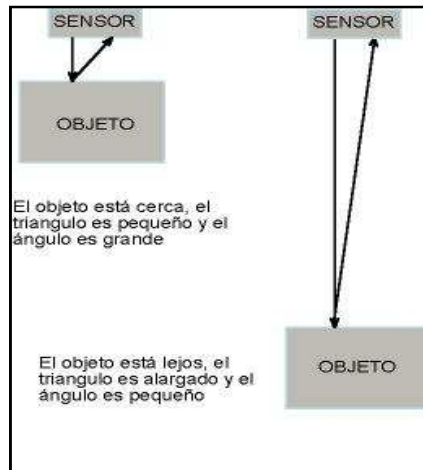 SENSOR
OBJETO
El objeto está cerca, el
triangulo es pequeño y el
ángulo es grande
SENSOR
OBJETO
El objeto está lejos, el
triangulo es alargado y el
ángulo es pequeño